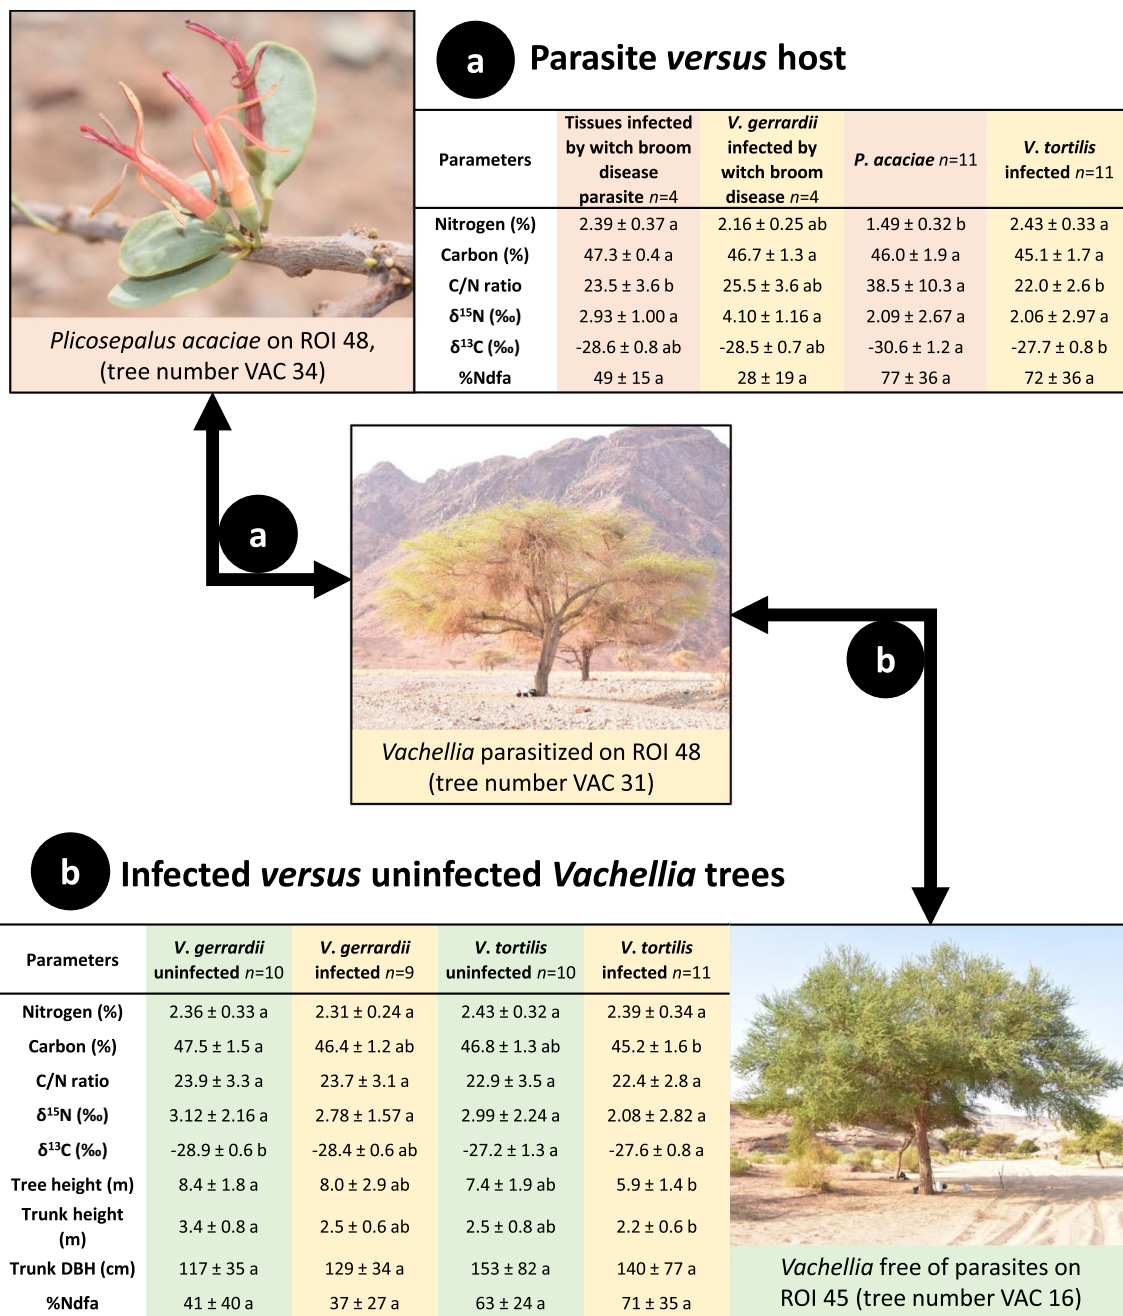 a Parasite versus host
Parameters
Tissues infected
by witch broom
disease
parasite n=4
V. gerrardii
infected by
witch broom
disease n=4
P. acaciae n=11
V. tortilis
infected n=11
Nitrogen (%) 2.39 ± 0.37 a 2.16 ± 0.25 ab 1.49 ± 0.32 b 2.43 ± 0.33 a
Carbon (%) 47.3 ± 0.4 a 46.7 ± 1.3 a 46.0 ± 1.9 a 45.1 ± 1.7 a
C/N ratio 23.5 ± 3.6 b 25.5 ± 3.6 ab 38.5 ± 10.3 a 22.0 ± 2.6 b
δ¹⁵N (‰) 2.93 ± 1.00 a 4.10 ± 1.16 a 2.09 ± 2.67 a 2.06 ± 2.97 a
δ¹³C (‰) -28.6 ± 0.8 ab -28.5 ± 0.7 ab -30.6 ± 1.2 a -27.7 ± 0.8 b
%Ndfa 49 ± 15 a 28 ± 19 a 77 ± 36 a 72 ± 36 a
Plicosepalus acaciae on ROI 48,
(tree number VAC 34)
a
b
Vachellia parasitized on ROI 48
(tree number VAC 31)
b Infected versus uninfected Vachellia trees
Parameters
V. gerrardii
uninfected n=10
V. gerrardii
infected n=9
V. tortilis
uninfected n=10
V. tortilis
infected n=11
Nitrogen (%) 2.36 ± 0.33 a 2.31 ± 0.24 a 2.43 ± 0.32 a 2.39 ± 0.34 a
Carbon (%) 47.5 ± 1.5 a 46.4 ± 1.2 ab 46.8 ± 1.3 ab 45.2 ± 1.6 b
C/N ratio 23.9 ± 3.3 a 23.7 ± 3.1 a 22.9 ± 3.5 a 22.4 ± 2.8 a
δ¹⁵N (‰) 3.12 ± 2.16 a 2.78 ± 1.57 a 2.99 ± 2.24 a 2.08 ± 2.82 a
δ¹³C (‰) -28.9 ± 0.6 b -28.4 ± 0.6 ab -27.2 ± 1.3 a -27.6 ± 0.8 a
Tree height (m) 8.4 ± 1.8 a 8.0 ± 2.9 ab 7.4 ± 1.9 ab 5.9 ± 1.4 b
Trunk height
(m) 3.4 ± 0.8 a 2.5 ± 0.6 ab 2.5 ± 0.8 ab 2.2 ± 0.6 b
Trunk DBH (cm) 117 ± 35 a 129 ± 34 a 153 ± 82 a 140 ± 77 a
%Ndfa 41 ± 40 a 37 ± 27 a 63 ± 24 a 71 ± 35 a
Vachellia free of parasites on
ROI 45 (tree number VAC 16)